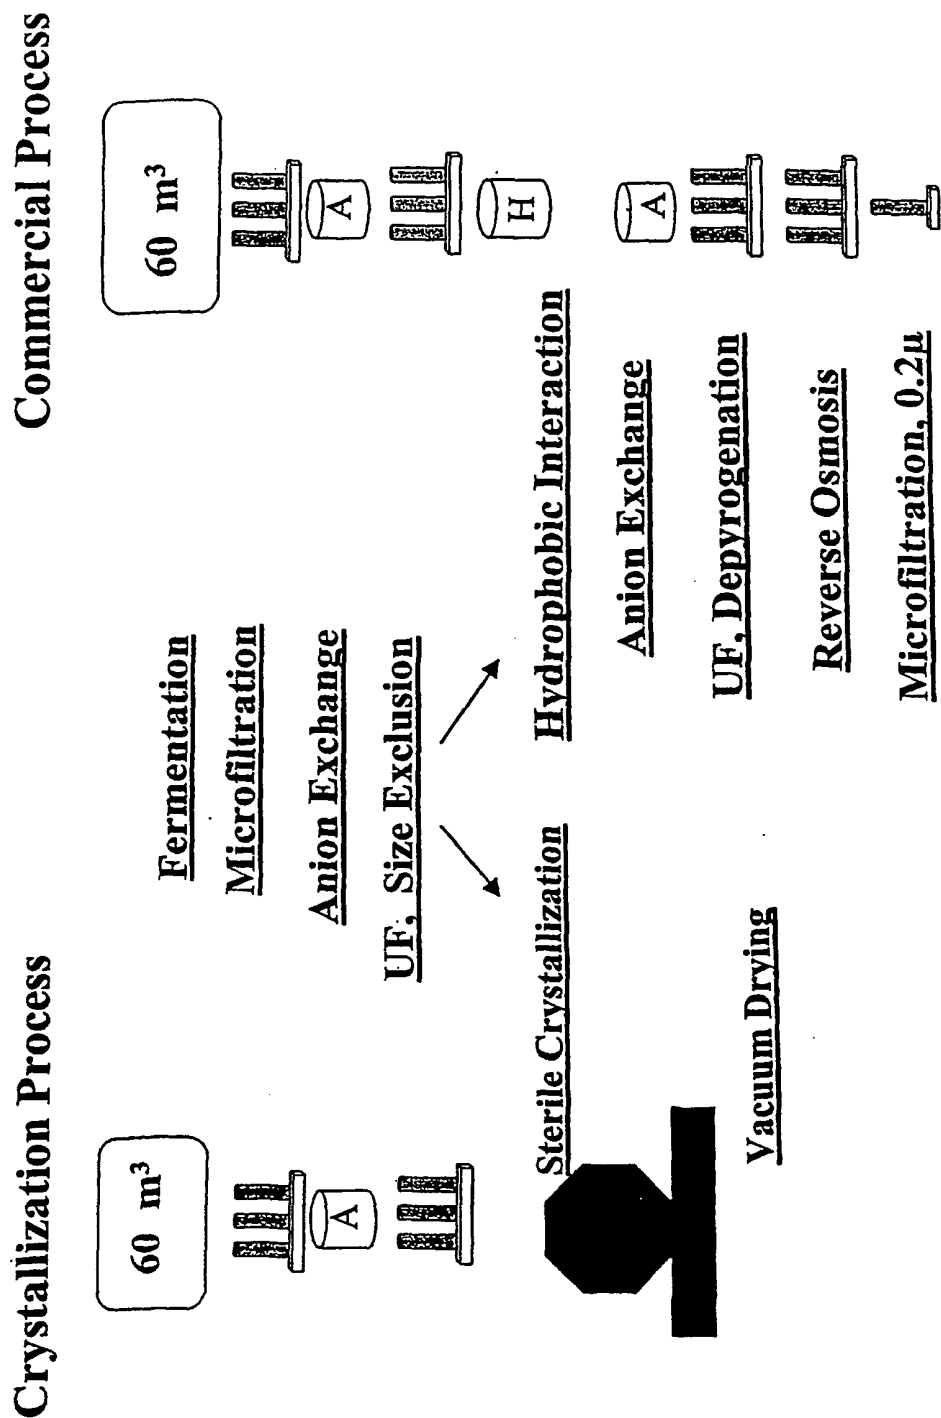 Crystallization Process
Commercial Process
60 m³
60 m³
Fermentation
Microfiltration
A
A
Anion Exchange
UF, Size Exclusion
Sterile Crystallization
Hydrophobic Interaction
H
Anion Exchange
A
Vacuum Drying
UF, Depyrogenation
Reverse Osmosis
Microfiltration, 0.2µ